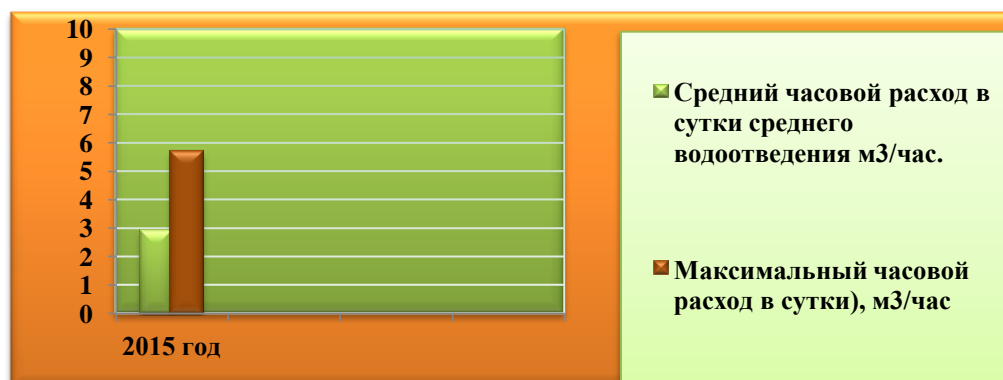 10
9
8
7
6
5
4
3
2
1
0
2015 год
Средний часовой расход в
сутки среднего
водоотведения м3/час.
Максимальный часовой
расход в сутки), м3/час